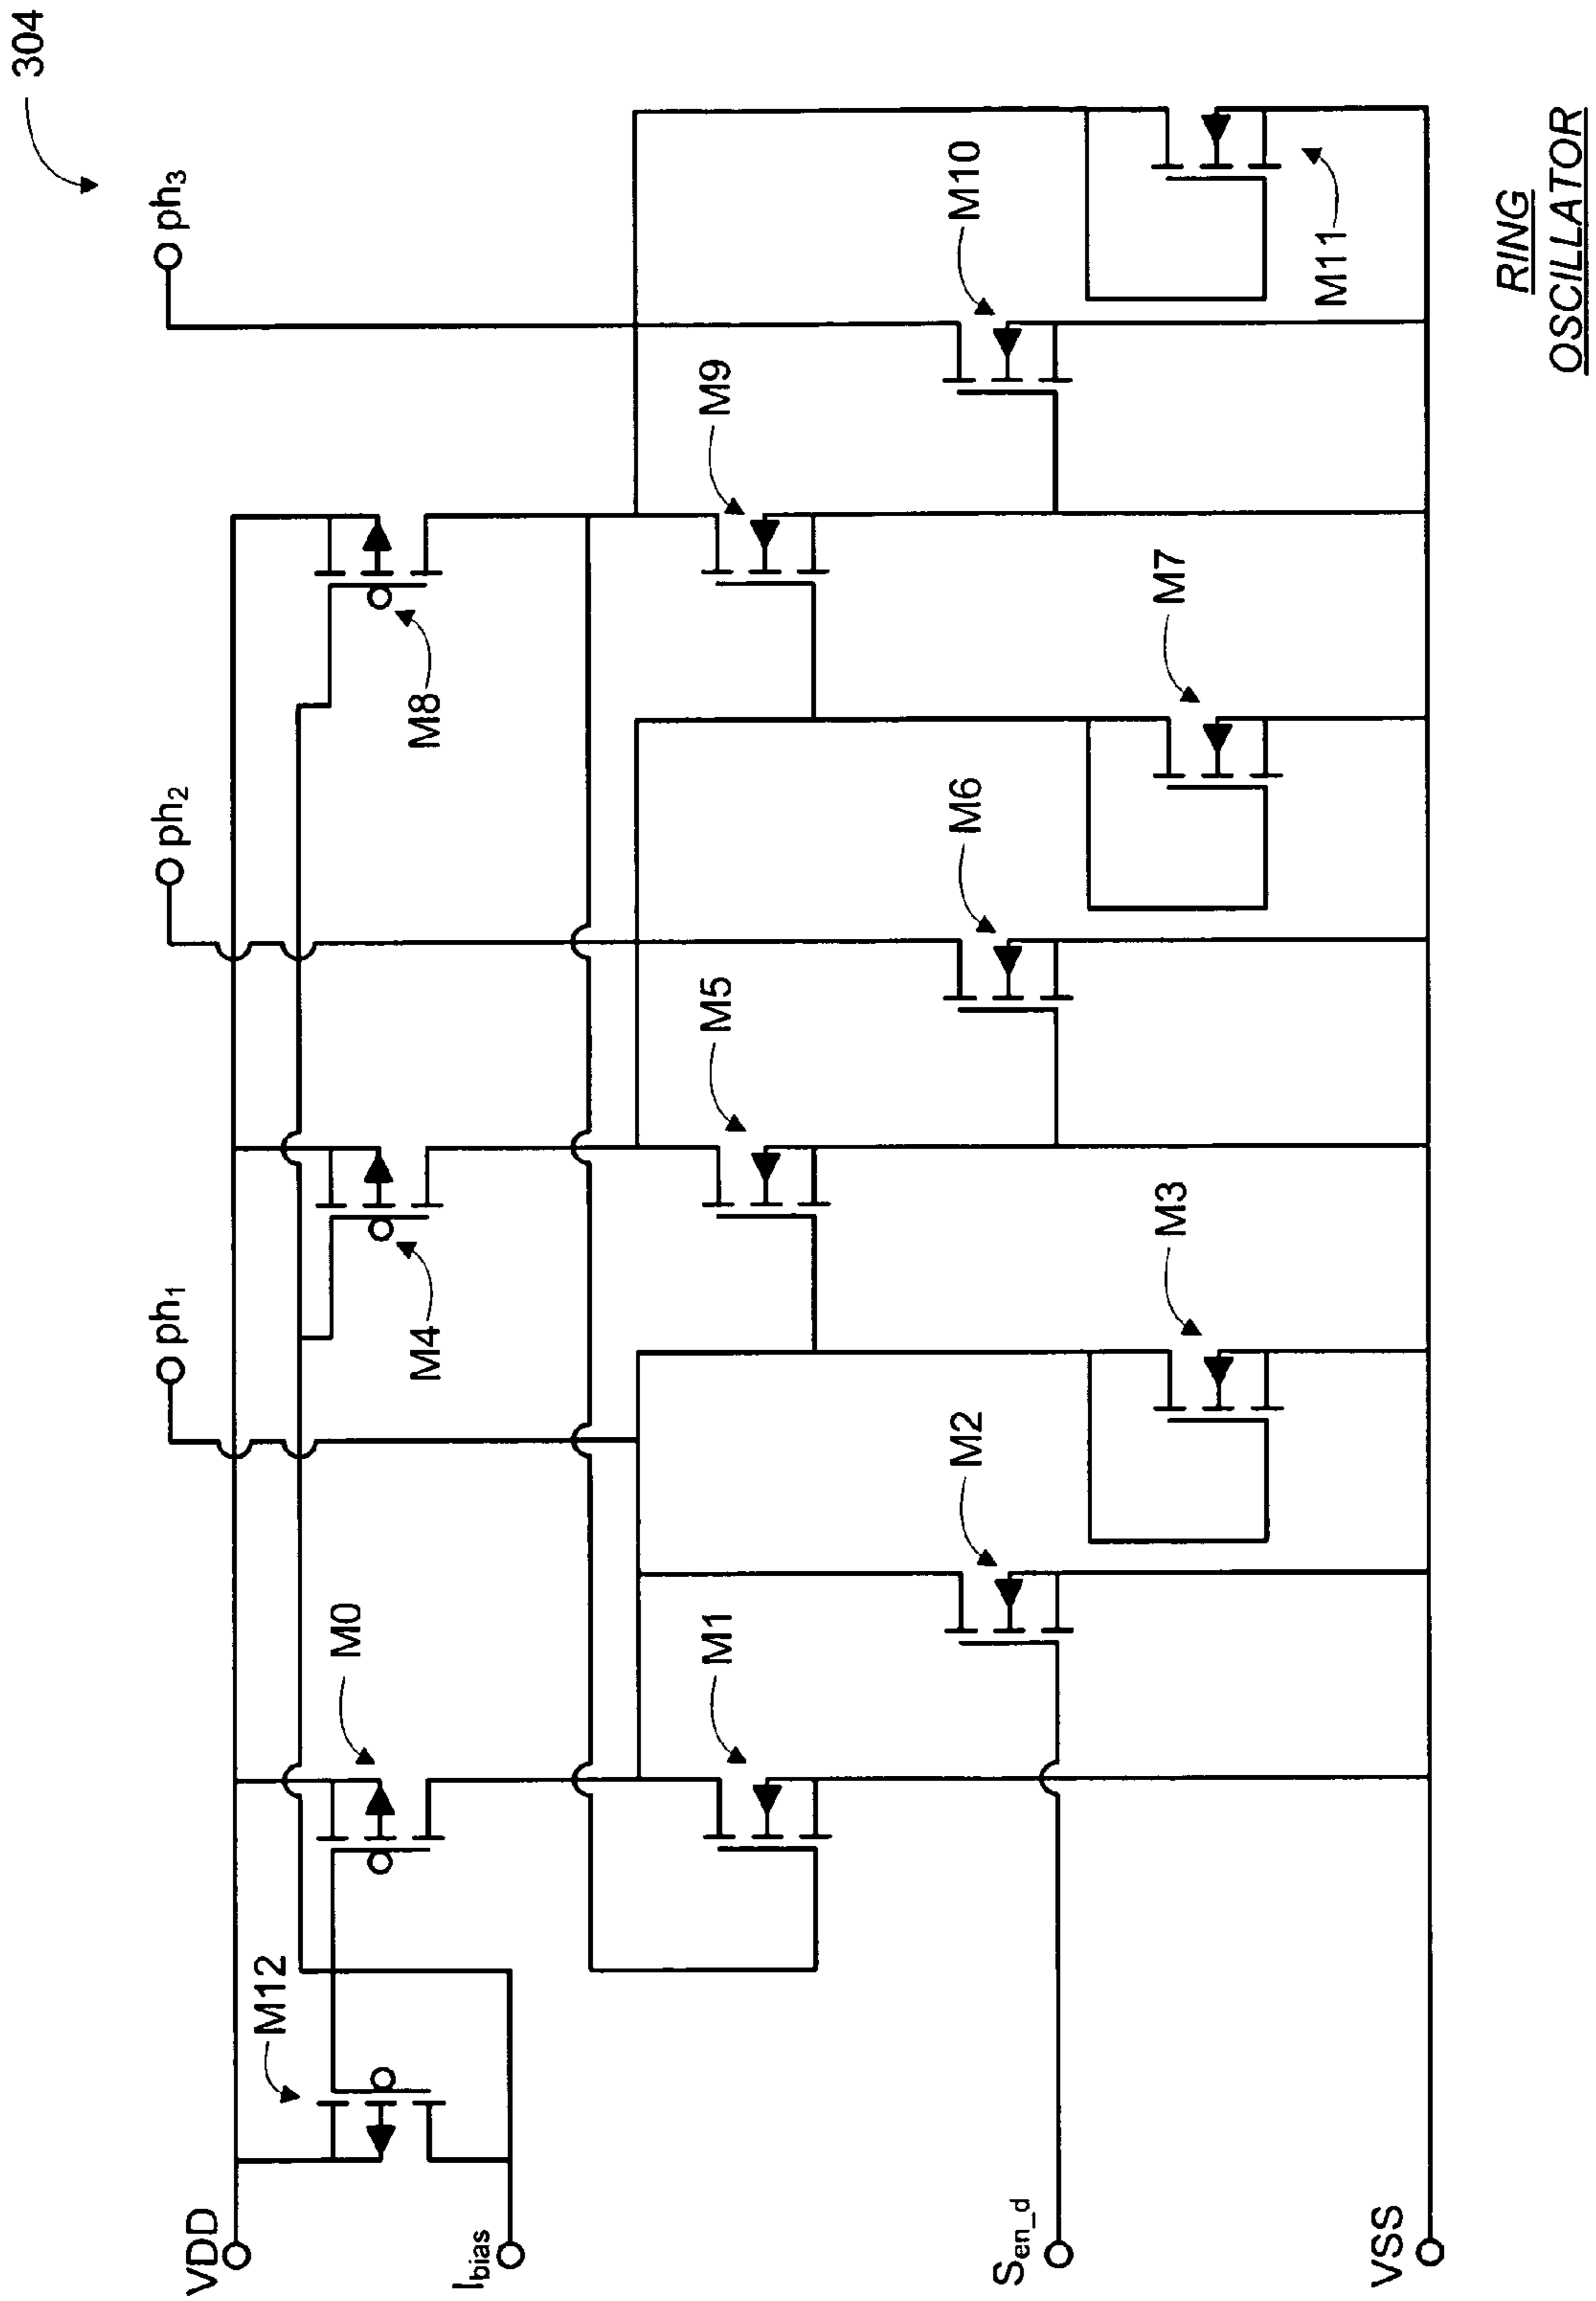 304
ph1
ph2
ph3
VDD
M12
M0
M4
M8
Ibias
M1
M5
M9
M2
M6
M10
Sen_d
M3
M7
M11
VSS
RING
OSCILLATOR